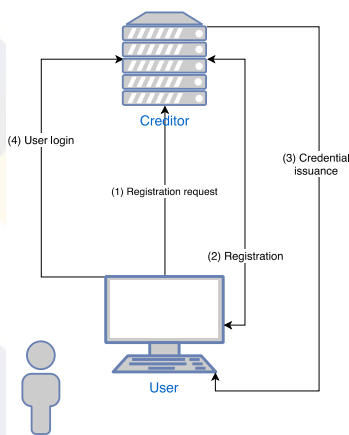 Creditor
(4) User login
(3) Credential
issuance
(1) Registration request
(2) Registration
User